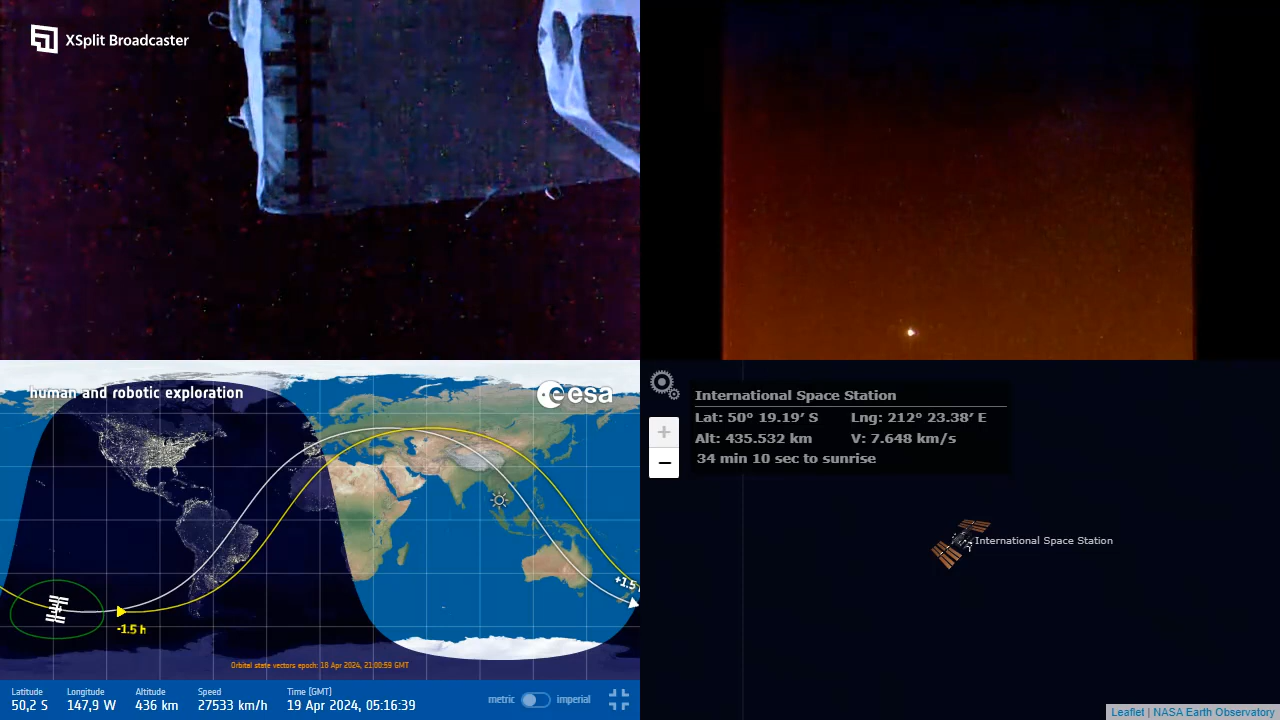 XSplit Broadcaster
human and robotic exploration
esa
+1.5
-1.5 h
Orbital state vectors epoch: 18 Apr 2024, 21:00:59 GMT
Latitude Longitude Altitude Speed Time [GMT]
50,2 S 147,9 W 436 km 27533 km/h 19 Apr 2024, 05:16:39
metric imperial
International Space Station
Lat: 50° 19.19′ S Lng: 212° 23.38′ E
Alt: 435.532 km V: 7.648 km/s
34 min 10 sec to sunrise
+
−
International Space Station
Leaflet | NASA Earth Observatory